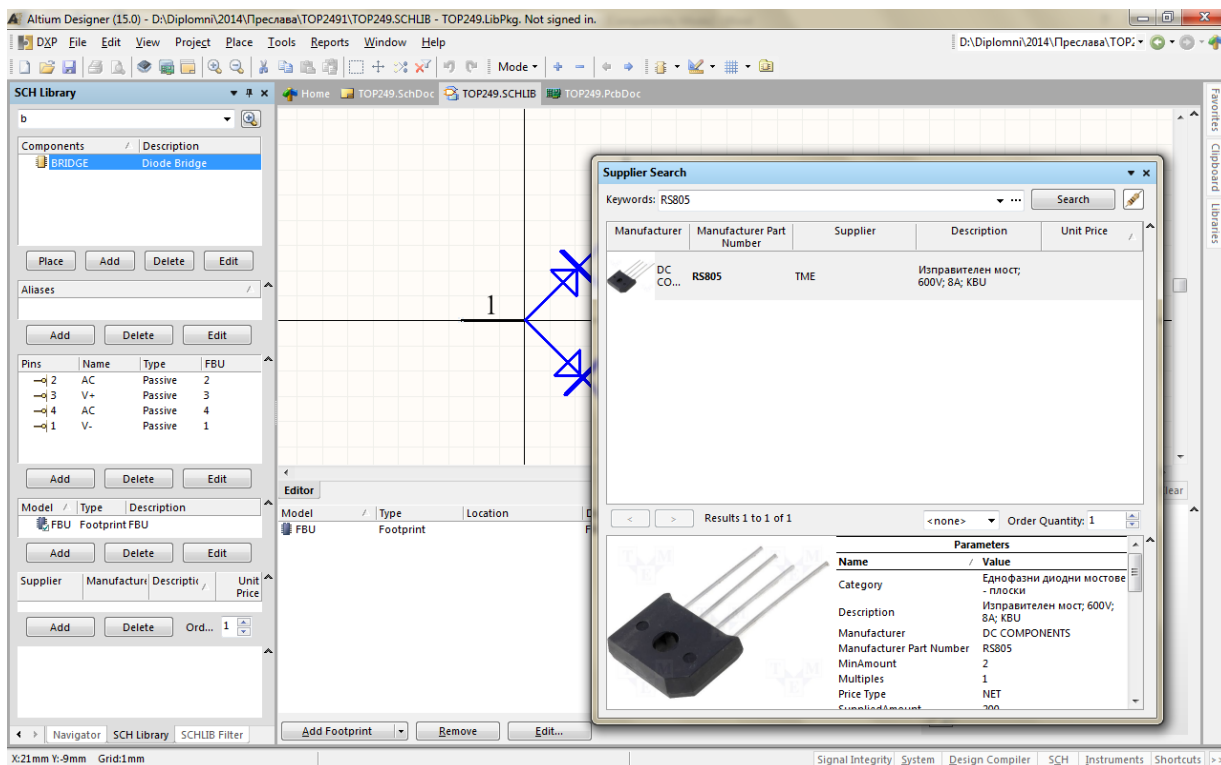 Altium Designer (15.0) - D:\Diplomni\2014\Преслава\TOP2491\TOP249.SCHLIB - TOP249.LibPkg. Not signed in.
DXP File Edit View Project Place Tools Reports Window Help
D:\Diplomni\2014\Преслава\TOP:
Mode
SCH Library
Home TOP249.SchDoc TOP249.SCHLIB TOP249.PcbDoc
b
Components Description
BRIDGE Diode Bridge
Place Add Delete Edit
Aliases
Add Delete Edit
Pins Name Type FBU
2 AC Passive 2
3 V+ Passive 3
4 AC Passive 4
1 V- Passive 1
Add Delete Edit
Model Type Description
FBU Footprint FBU
Add Delete Edit
Supplier Manufacture Descriptic Unit Price
Add Delete Ord... 1
Navigator SCH Library SCHLIB Filter
1
Editor
Model Type Location
FBU Footprint
Add Footprint Remove Edit...
Supplier Search
Keywords: RS805 Search
Manufacturer Manufacturer Part Number Supplier Description Unit Price
DC CO... RS805 TME Изправителен мост; 600V; 8A; KBU
< > Results 1 to 1 of 1 <none> Order Quantity: 1
TME
TME
Parameters
Name Value
Category Еднофазни диодни мостове - плоски
Description Изправителен мост; 600V; 8A; KBU
Manufacturer DC COMPONENTS
Manufacturer Part Number RS805
MinAmount 2
Multiples 1
Price Type NET
SuppliedAmount 200
lear
Favorites
Clipboard
Libraries
X:21mm Y:-9mm Grid:1mm
Signal Integrity System Design Compiler SCH Instruments Shortcuts >>